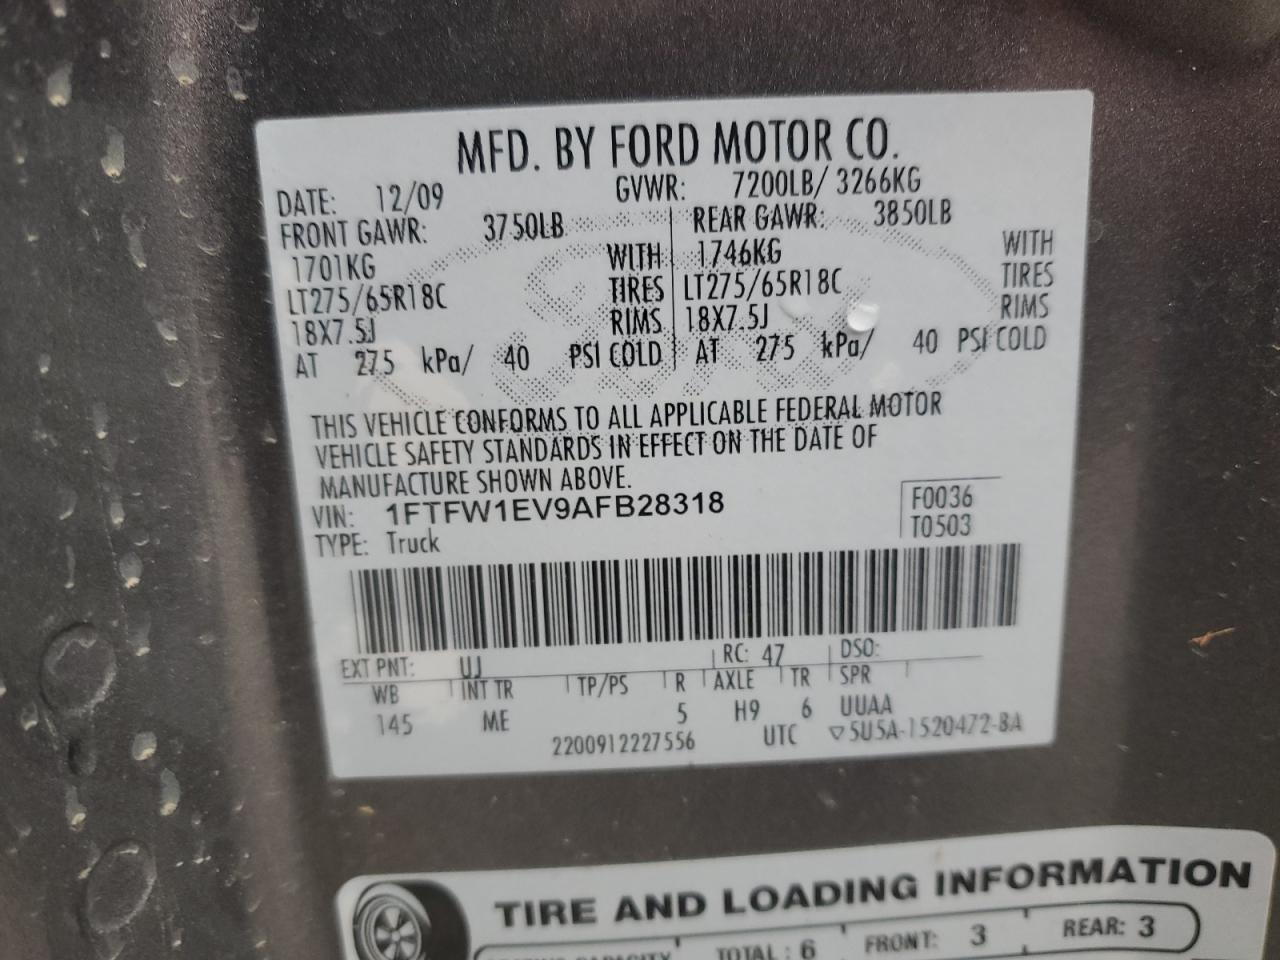 MFD. BY FORD MOTOR CO.
DATE: 12/09 GVWR: 7200LB/ 3266KG
FRONT GAWR: 3750LB REAR GAWR: 3850LB
1701KG WITH 1746KG WITH
LT275/65R18C TIRES LT275/65R18C TIRES
18X7.5J RIMS 18X7.5J RIMS
AT 275 kPa/ 40 PSI COLD AT 275 kPa/ 40 PSI COLD
THIS VEHICLE CONFORMS TO ALL APPLICABLE FEDERAL MOTOR
VEHICLE SAFETY STANDARDS IN EFFECT ON THE DATE OF
MANUFACTURE SHOWN ABOVE.
VIN: 1FTFW1EV9AFB28318 F0036
TYPE: Truck T0503
EXT PNT: UJ RC: 47 DSO:
WB INT TR TP/PS R AXLE TR SPR
145 ME 5 H9 6 UUAA
2200912227556 UTC ▽5U5A-1520472-BA
TIRE AND LOADING INFORMATION
CAPACITY TOTAL: 6 FRONT: 3 REAR: 3